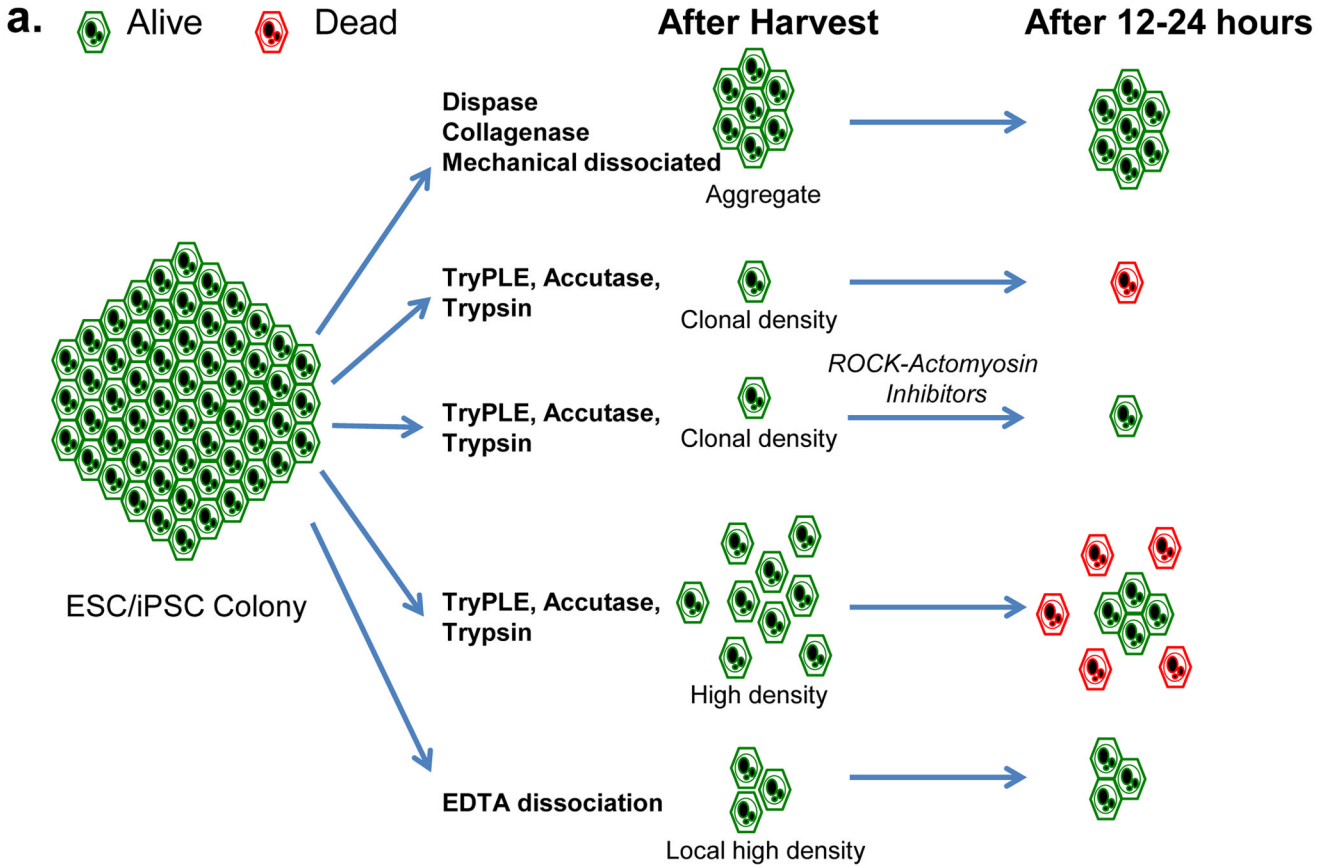 a.
Alive
Dead
After Harvest
After 12-24 hours
Dispase
Collagenase
Mechanical dissociated
Aggregate
TryPLE, Accutase,
Trypsin
Clonal density
ROCK-Actomyosin
Inhibitors
TryPLE, Accutase,
Trypsin
Clonal density
ESC/iPSC Colony
TryPLE, Accutase,
Trypsin
High density
EDTA dissociation
Local high density